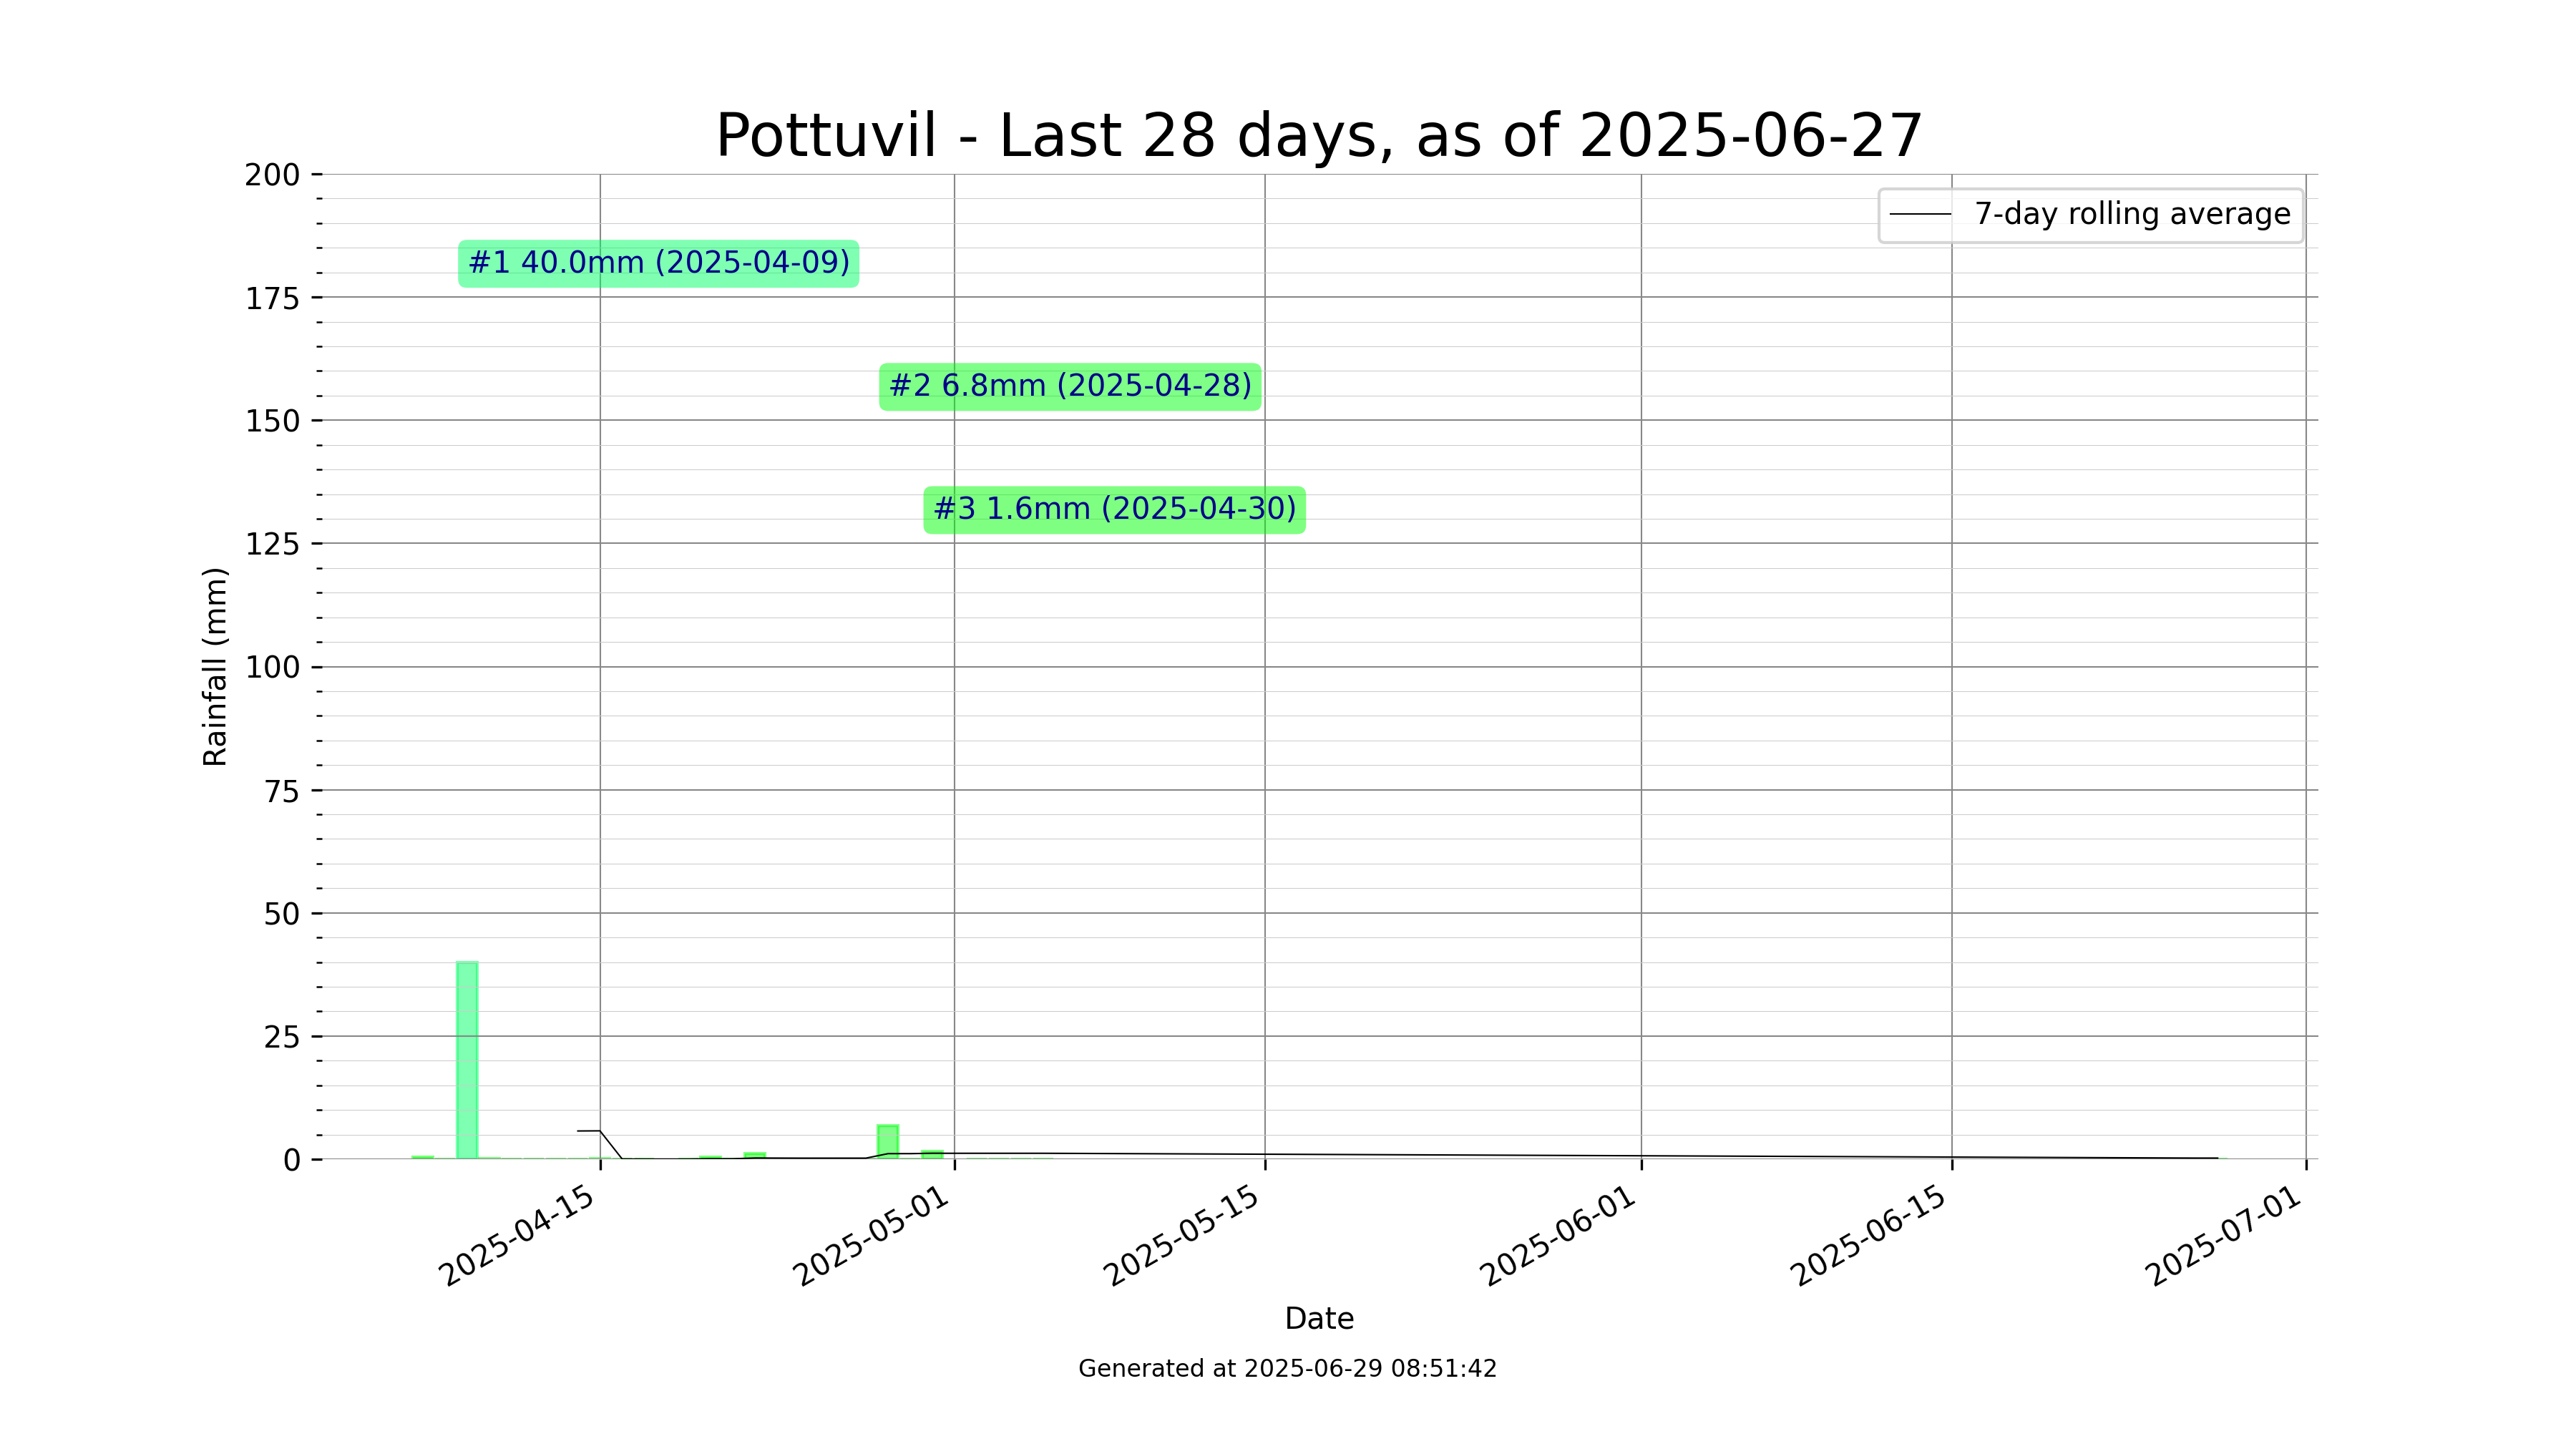 Pottuvil - Last 28 days, as of 2025-06-27
7-day rolling average
#1 40.0mm (2025-04-09)
#2 6.8mm (2025-04-28)
#3 1.6mm (2025-04-30)
Rainfall (mm)
200
175
150
125
100
75
50
25
0
2025-04-15
2025-05-01
2025-05-15
2025-06-01
2025-06-15
2025-07-01
Date
Generated at 2025-06-29 08:51:42